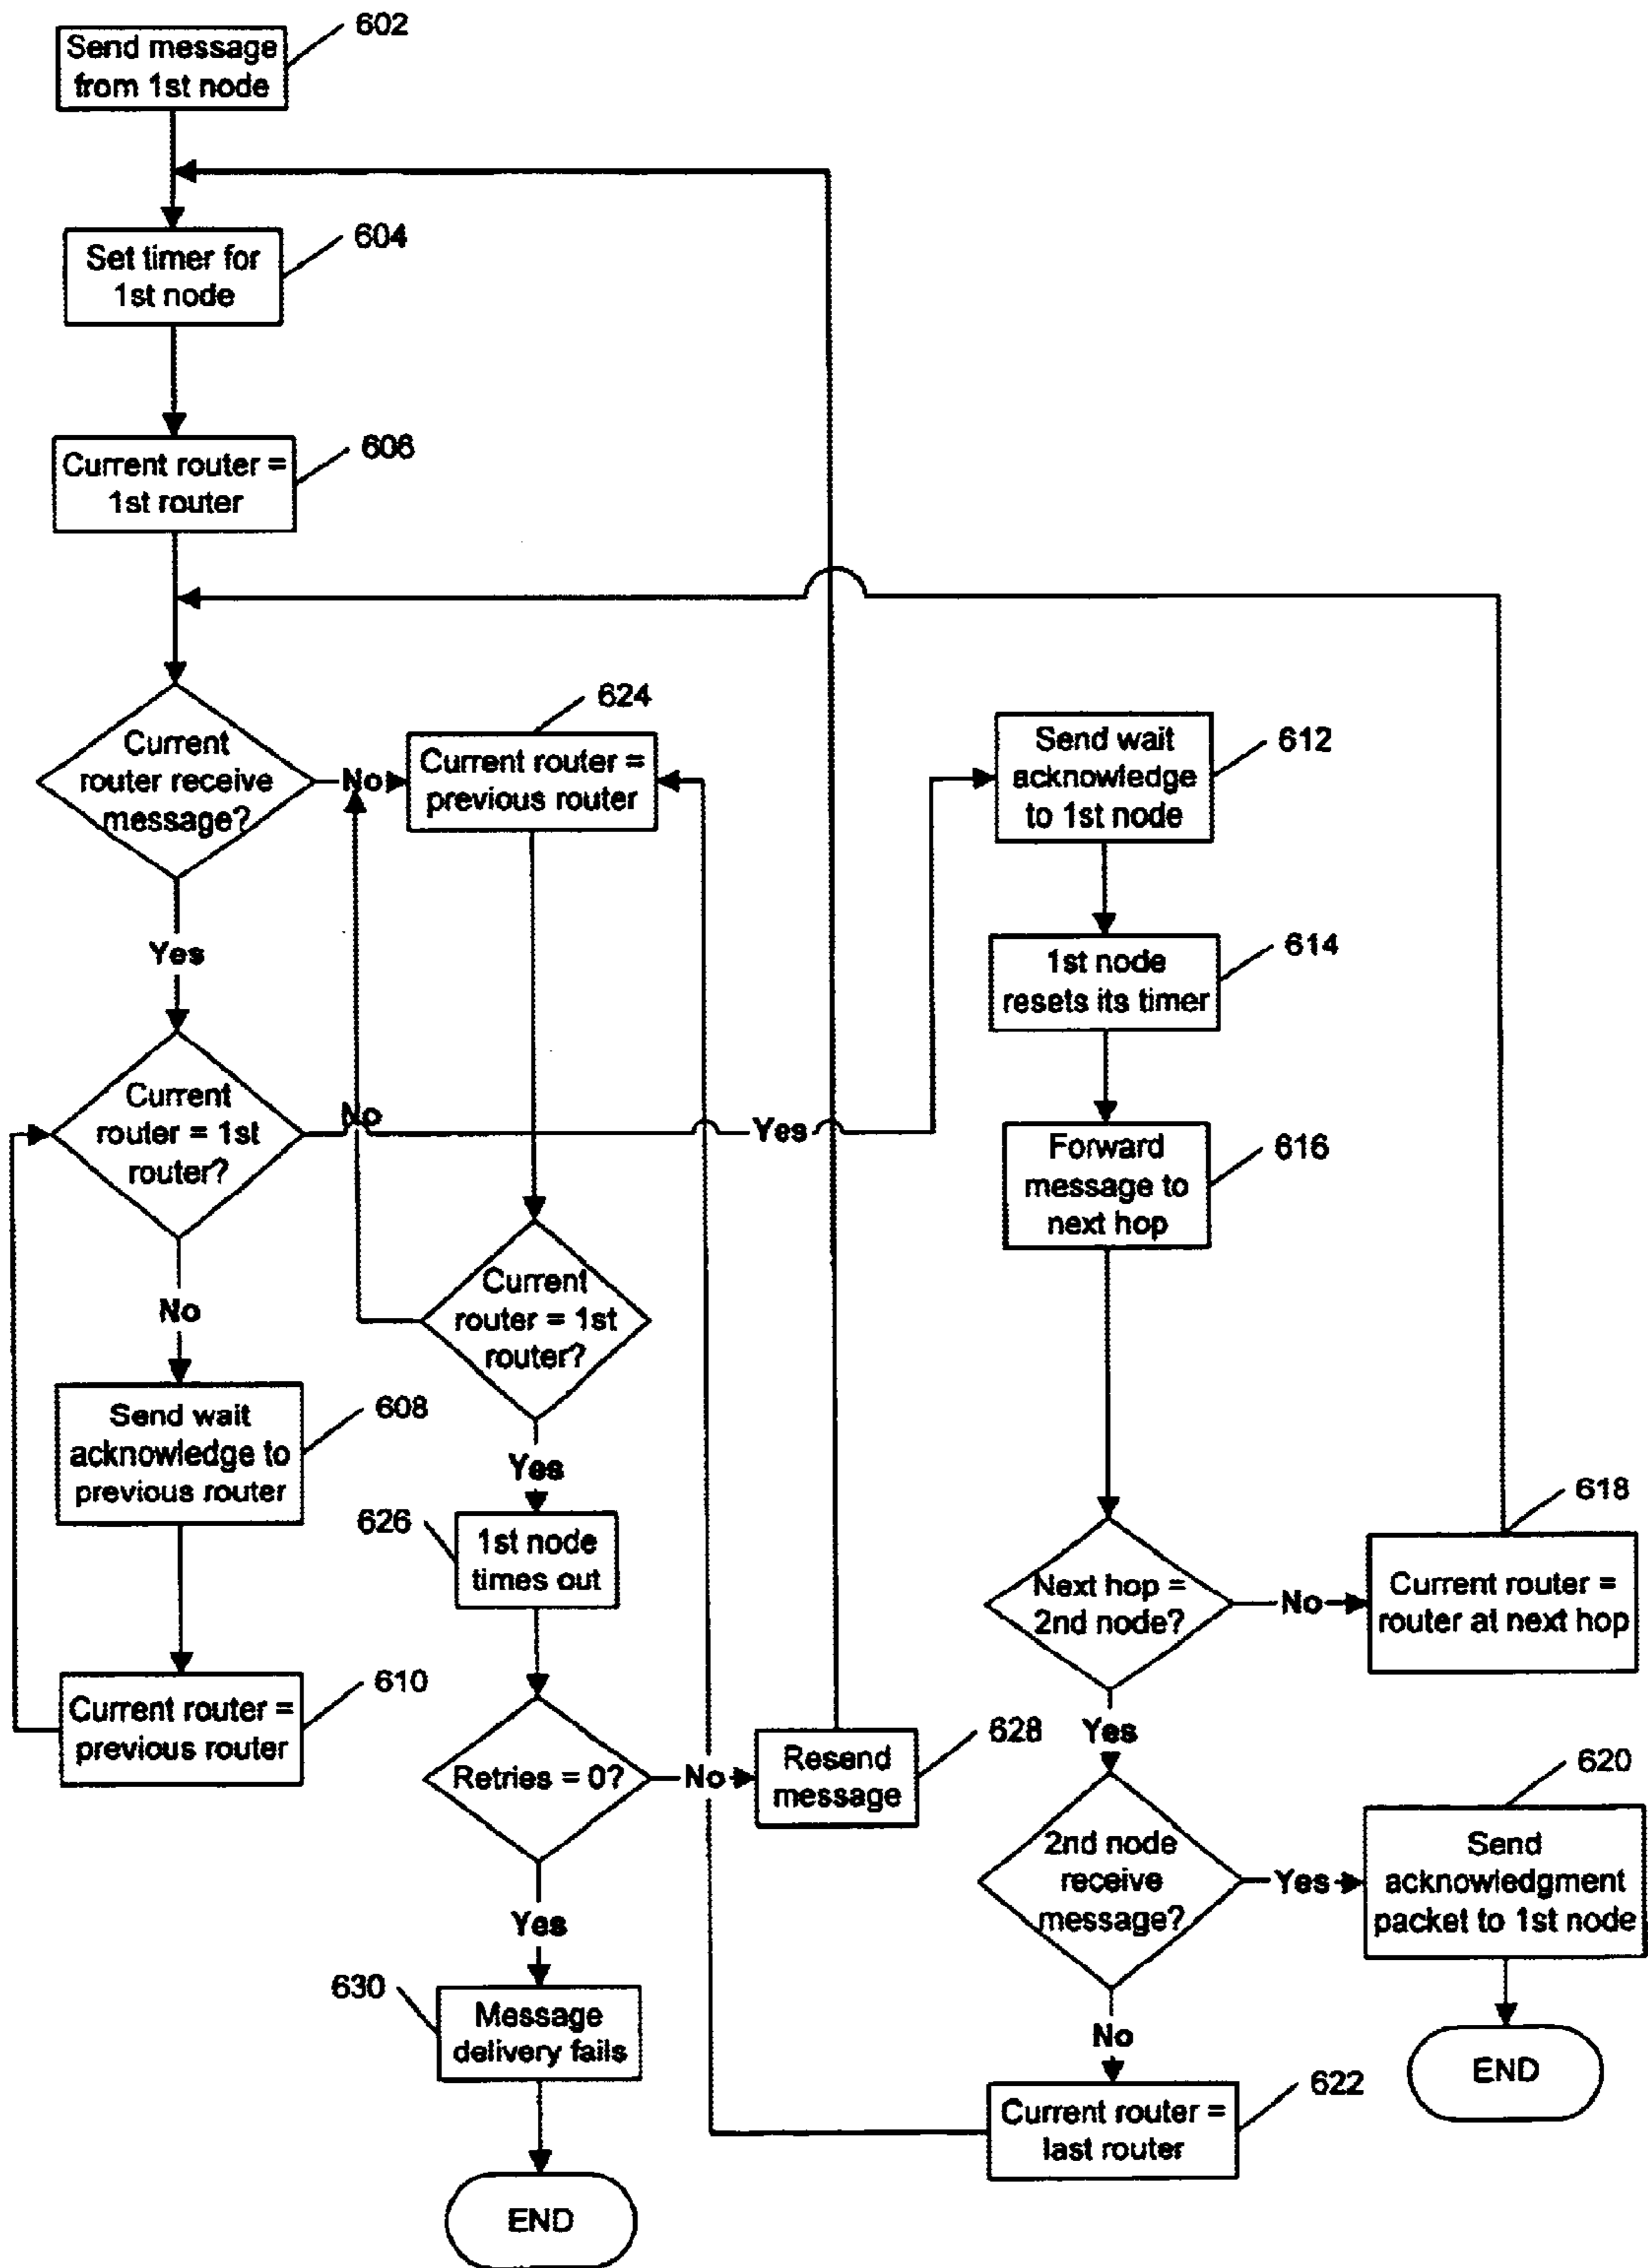 602
Send message
from 1st node
604
Set timer for
1st node
606
Current router =
1st router
Current
router receive
message?
No
624
Current router =
previous router
612
Send wait
acknowledge
to 1st node
Yes
614
1st node
resets its timer
Current
router = 1st
router?
No
Yes
616
Forward
message to
next hop
No
Current
router = 1st
router?
608
Send wait
acknowledge to
previous router
Yes
626
1st node
times out
618
Next hop =
2nd node?
No
Current router =
router at next hop
610
Current router =
previous router
Yes
Retries = 0?
No
628
Resend
message
620
2nd node
receive
message?
Yes
Send
acknowledgment
packet to 1st node
Yes
630
Message
delivery fails
No
END
622
Current router =
last router
END